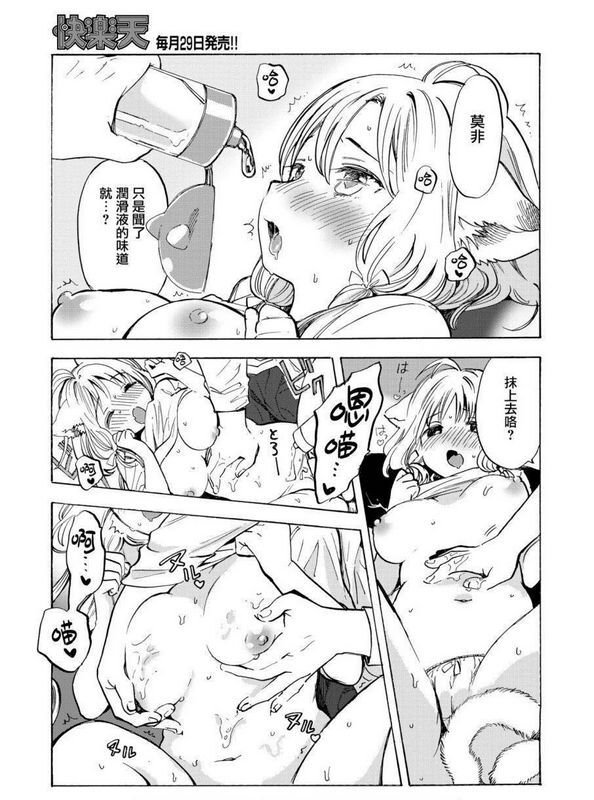 快楽天 毎月29日発売!!
莫非
哈
哈
哈
只是聞了
潤滑液的味道
就…?
抹上去咯?
はー
嗯喵…
哈
とろー
啊
啊…
喵
ヌル
ヌル